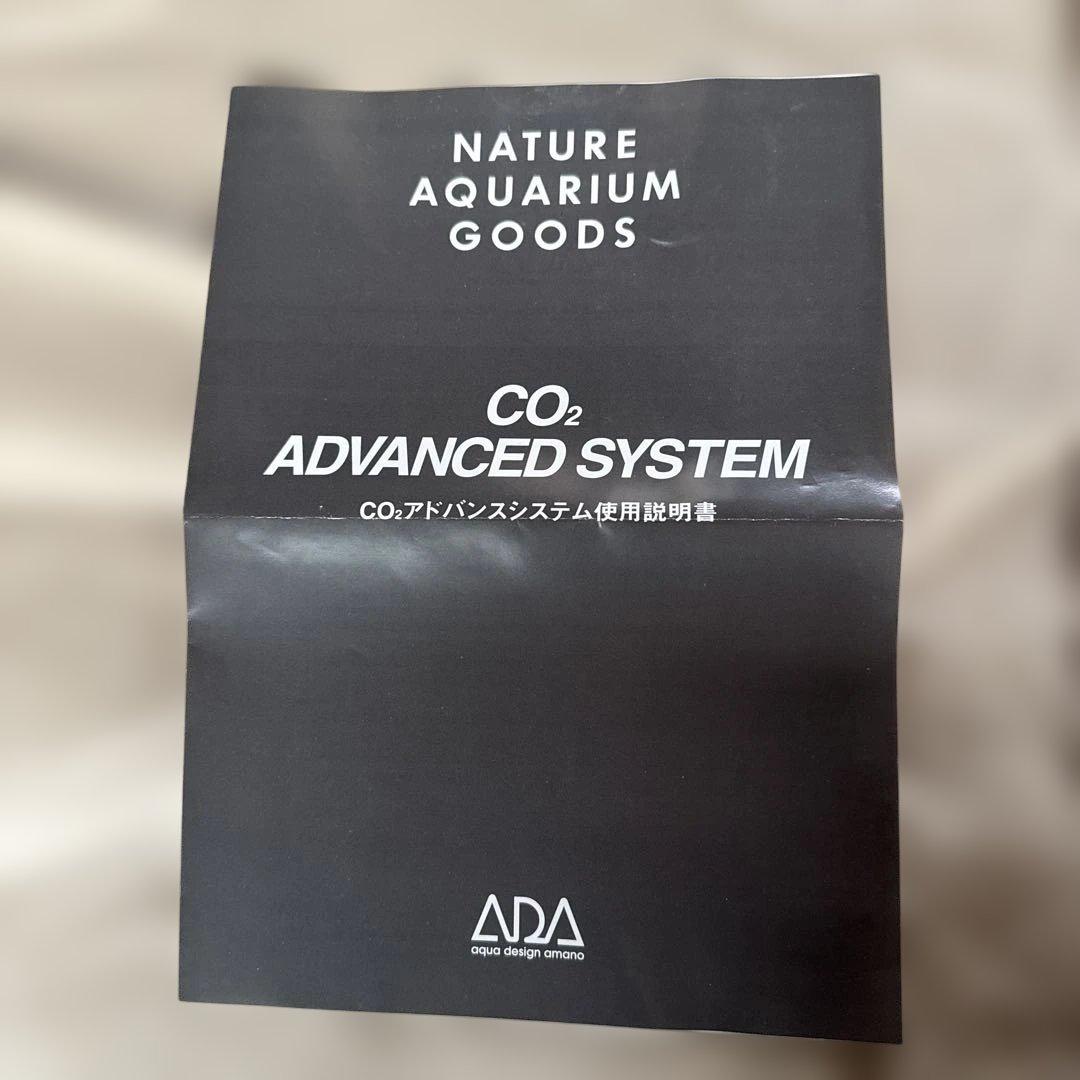 NATURE
AQUARIUM
GOODS
CO₂
ADVANCED SYSTEM
CO₂アドバンスシステム使用説明書
ADA
aqua design amano